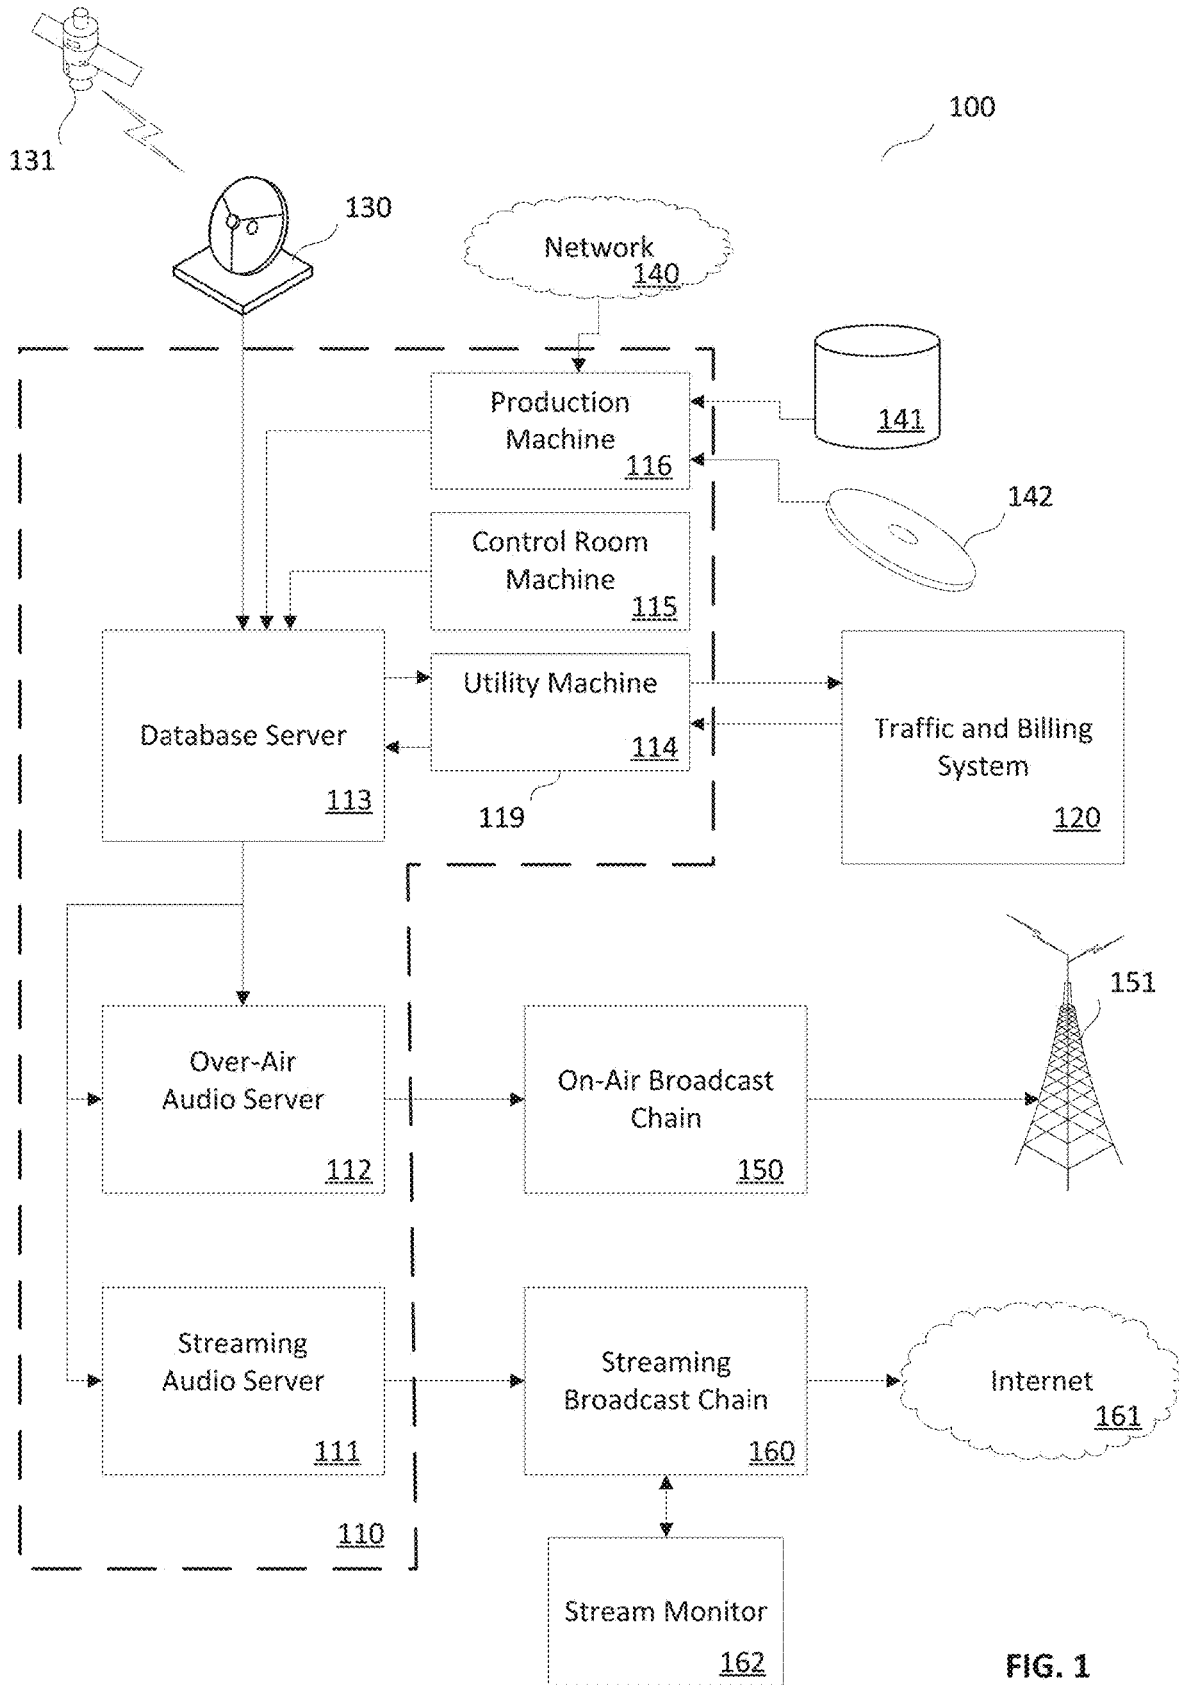 100
131
130
Network
140
Production
Machine
116
141
142
Control Room
Machine
115
Utility Machine
114
119
Database Server
113
Traffic and Billing
System
120
151
Over-Air
Audio Server
112
On-Air Broadcast
Chain
150
Streaming
Audio Server
111
Streaming
Broadcast Chain
160
Internet
161
110
Stream Monitor
162
FIG. 1